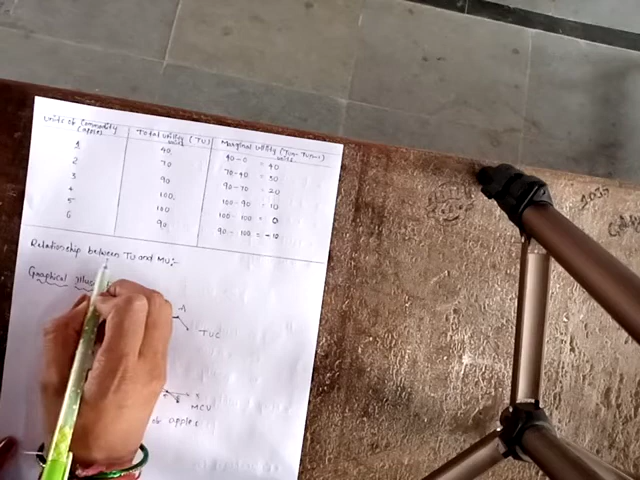 Units of commodity (apples) Total utility (TU) units Marginal utility (TUn - TUn-1) units
1 40 40-0 = 40
2 70 70-40 = 30
3 90 90-70 = 20
4 100 100-90 = 10
5 100 100-100 = 0
6 90 90-100 = -10
Relationship between TU and MU:-
Graphical
TUC
MCU
apples